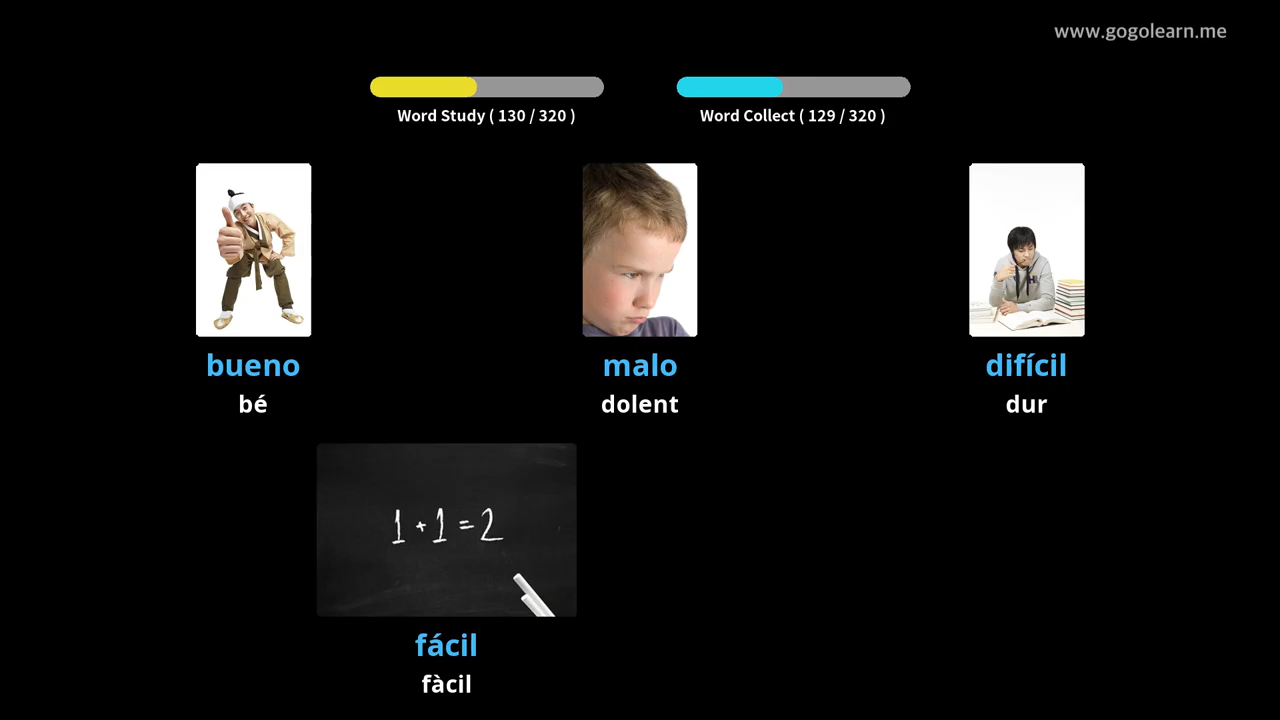 www.gogolearn.me
Word Study ( 130 / 320 )
Word Collect ( 129 / 320 )
bueno
bé
malo
dolent
difícil
dur
1 + 1 = 2
fácil
fàcil